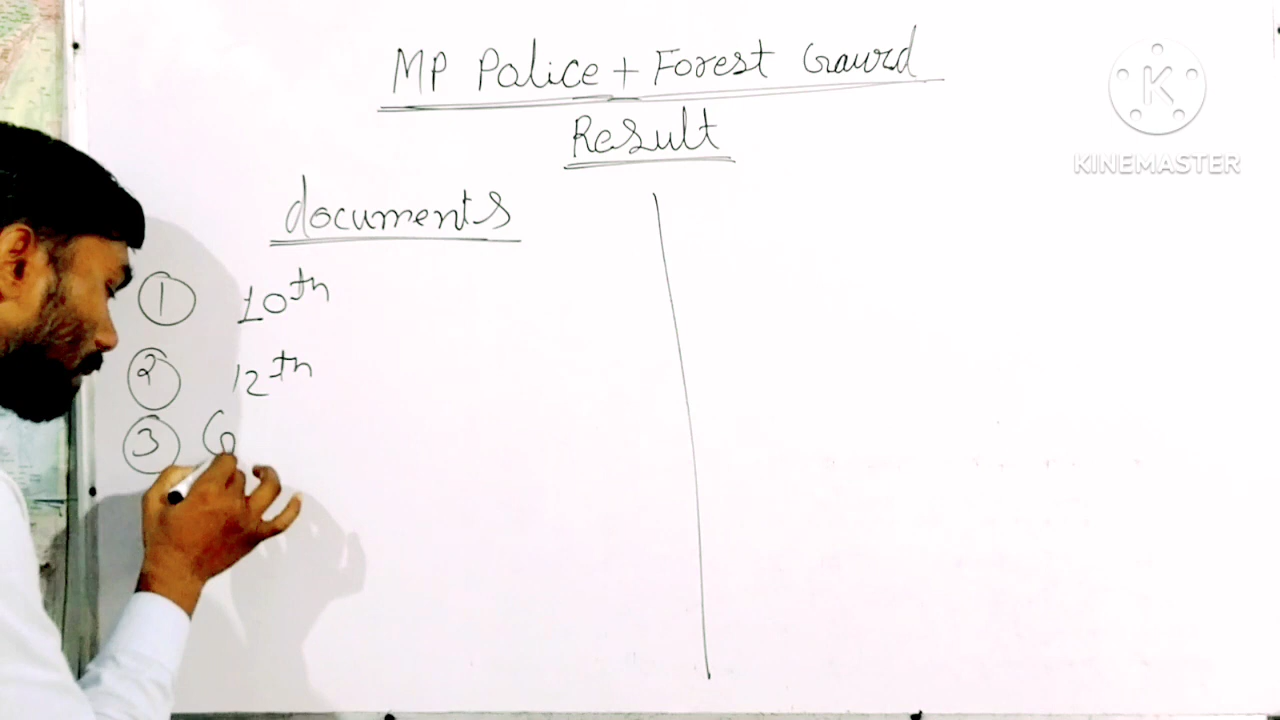 MP Police + Forest Gaurd
Result
documents
① 10th
② 12th
③ G
K
KINEMASTER